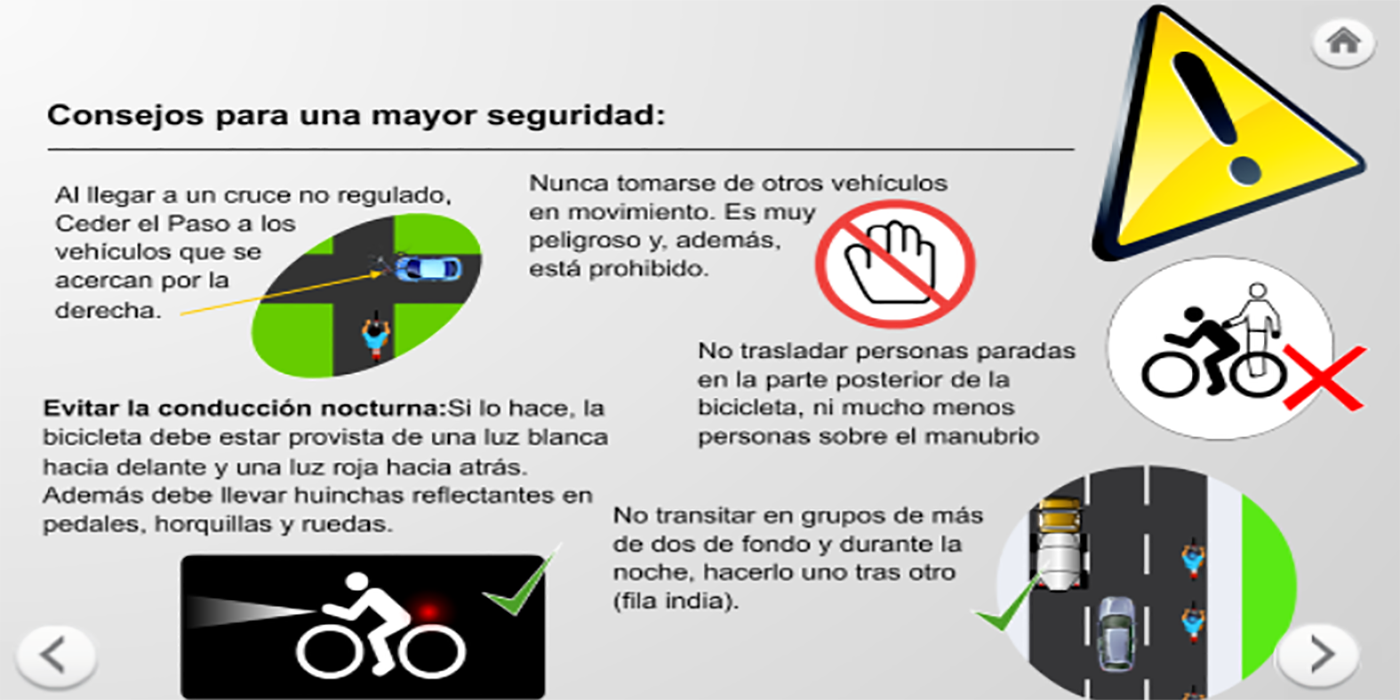 Consejos para una mayor seguridad:
Al llegar a un cruce no regulado,
Ceder el Paso a los
vehículos que se
acercan por la
derecha.
Nunca tomarse de otros vehículos
en movimiento. Es muy
peligroso y, además,
está prohibido.
No trasladar personas paradas
en la parte posterior de la
bicicleta, ni mucho menos
personas sobre el manubrio
Evitar la conducción nocturna:Si lo hace, la
bicicleta debe estar provista de una luz blanca
hacia delante y una luz roja hacia atrás.
Además debe llevar huinchas reflectantes en
pedales, horquillas y ruedas.
No transitar en grupos de más
de dos de fondo y durante la
noche, hacerlo uno tras otro
(fila india).